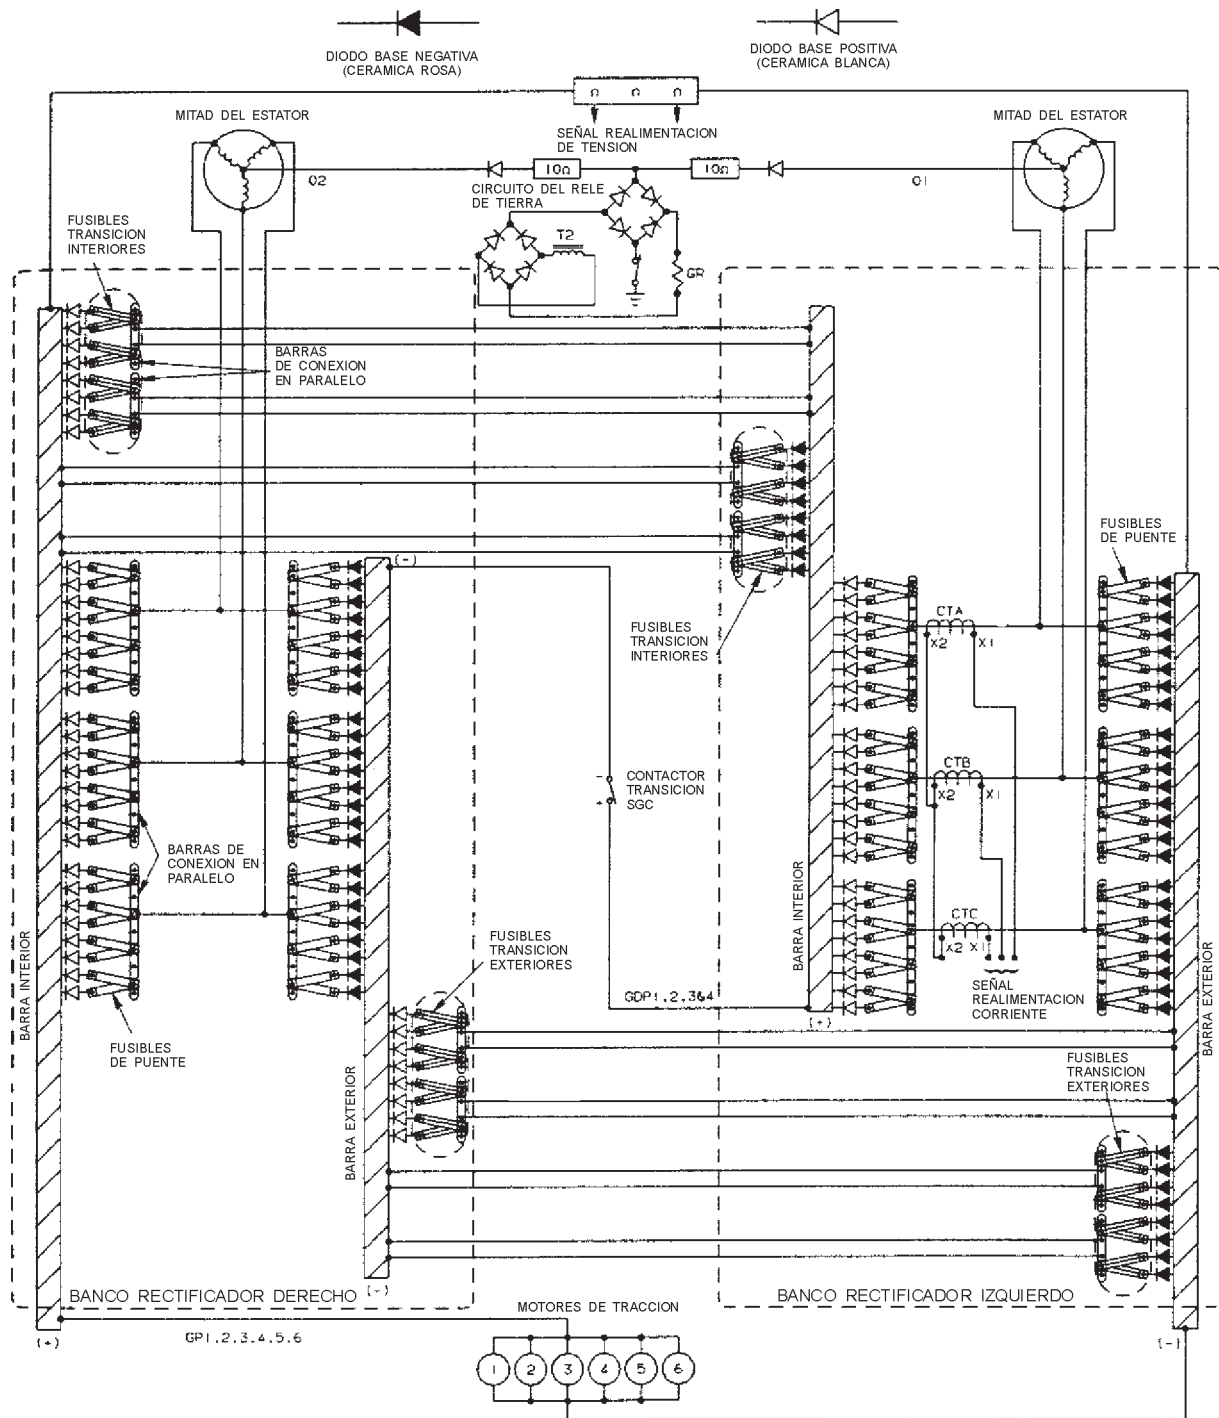 DIODO BASE NEGATIVA
(CERAMICA ROSA)
DIODO BASE POSITIVA
(CERAMICA BLANCA)
MITAD DEL ESTATOR
SEÑAL REALIMENTACION
DE TENSION
MITAD DEL ESTATOR
02
10Ω
10Ω
01
CIRCUITO DEL RELE
DE TIERRA
T2
GR
FUSIBLES
TRANSICION
INTERIORES
BARRAS
DE CONEXION
EN PARALELO
(-)
FUSIBLES
DE PUENTE
FUSIBLES
TRANSICION
INTERIORES
CTA
X2
X1
CONTACTOR
TRANSICION
SGC
-
+
CTB
X2
X1
BARRAS DE
CONEXION EN
PARALELO
BARRA INTERIOR
BARRA INTERIOR
CTC
X2
X1
FUSIBLES
TRANSICION
EXTERIORES
SEÑAL
REALIMENTACION
CORRIENTE
GDP1.2.3&4
(+)
BARRA EXTERIOR
FUSIBLES
DE PUENTE
FUSIBLES
TRANSICION
EXTERIORES
BARRA EXTERIOR
(-)
BANCO RECTIFICADOR DERECHO
BANCO RECTIFICADOR IZQUIERDO
MOTORES DE TRACCION
(+)
GP1.2.3.4.5.6
(-)
1 2 3 4 5 6